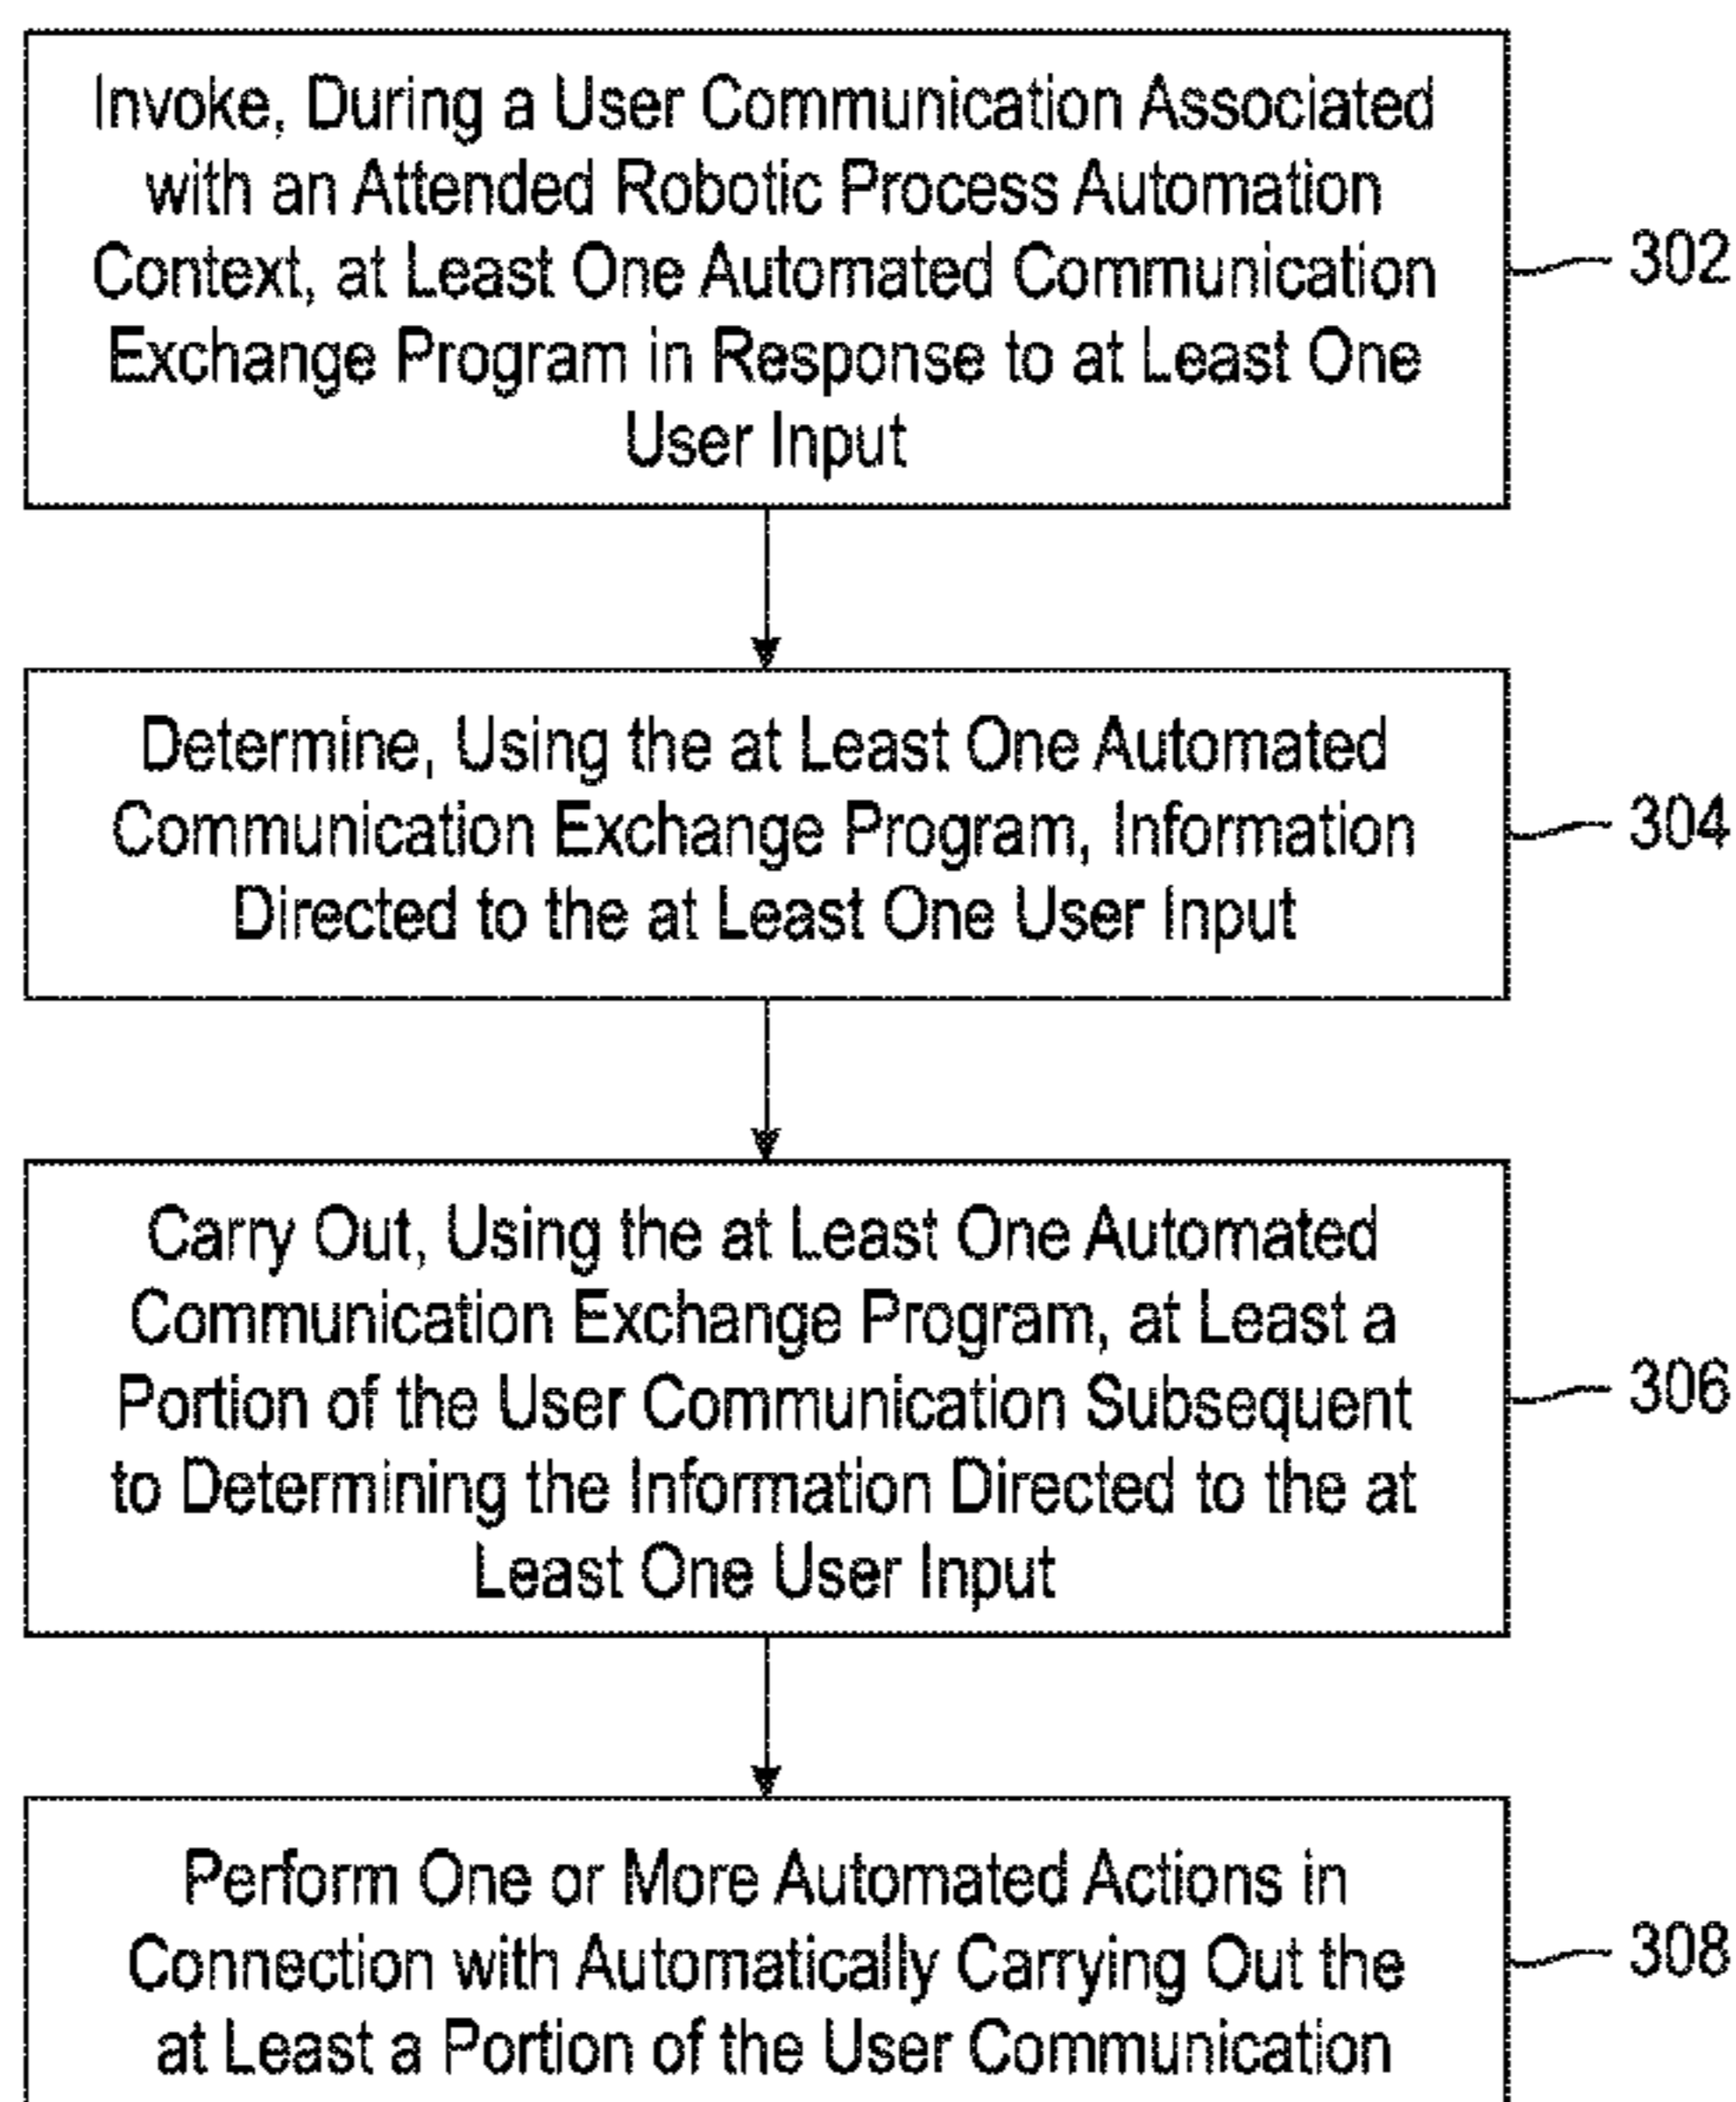 Invoke, During a User Communication Associated
with an Attended Robotic Process Automation
Context, at Least One Automated Communication
Exchange Program in Response to at Least One
User Input
302
Determine, Using the at Least One Automated
Communication Exchange Program, Information
Directed to the at Least One User Input
304
Carry Out, Using the at Least One Automated
Communication Exchange Program, at Least a
Portion of the User Communication Subsequent
to Determining the Information Directed to the at
Least One User Input
306
Perform One or More Automated Actions in
Connection with Automatically Carrying Out the
at Least a Portion of the User Communication
308